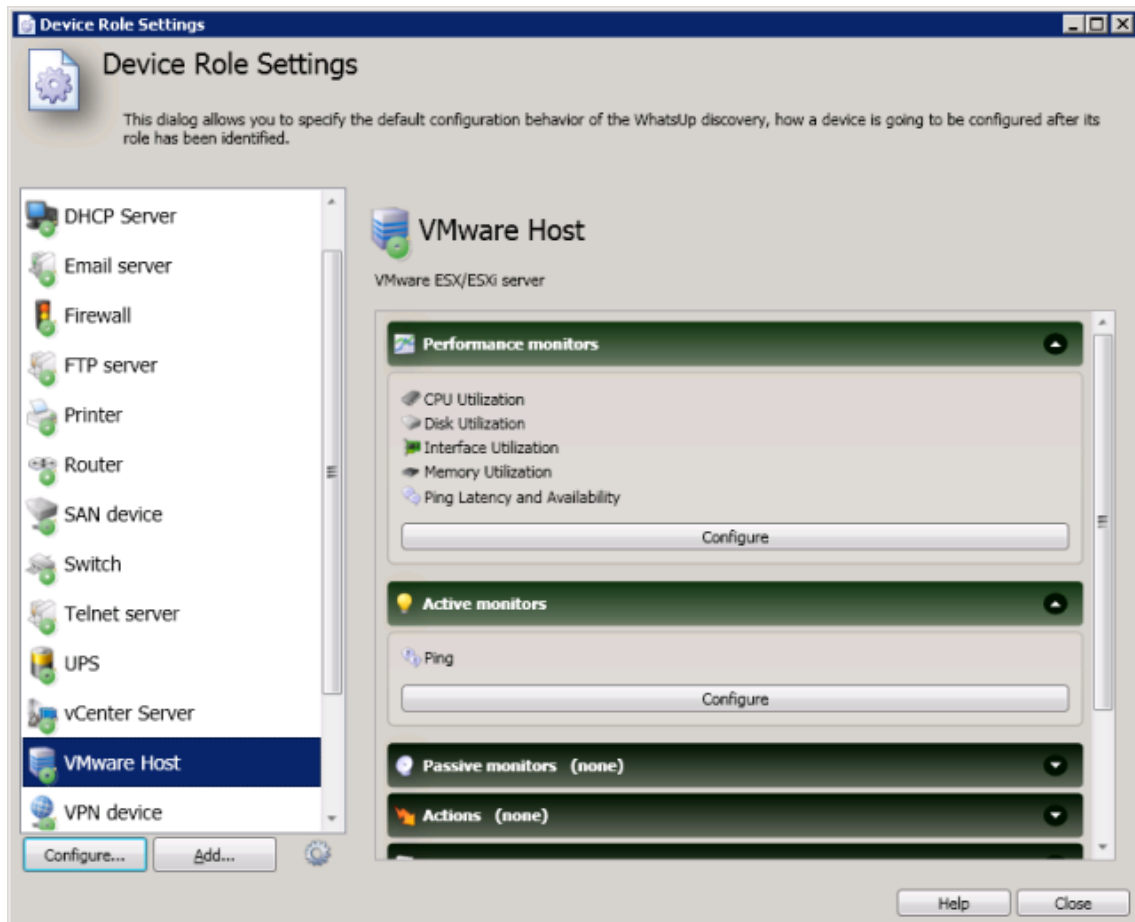 Device Role Settings
Device Role Settings
This dialog allows you to specify the default configuration behavior of the WhatsUp discovery, how a device is going to be configured after its
role has been identified.
DHCP Server
Email server
Firewall
FTP server
Printer
Router
SAN device
Switch
Telnet server
UPS
vCenter Server
VMware Host
VPN device
Configure...
Add...
VMware Host
VMware ESX/ESXi server
Performance monitors
CPU Utilization
Disk Utilization
Interface Utilization
Memory Utilization
Ping Latency and Availability
Configure
Active monitors
Ping
Configure
Passive monitors (none)
Actions (none)
Help
Close